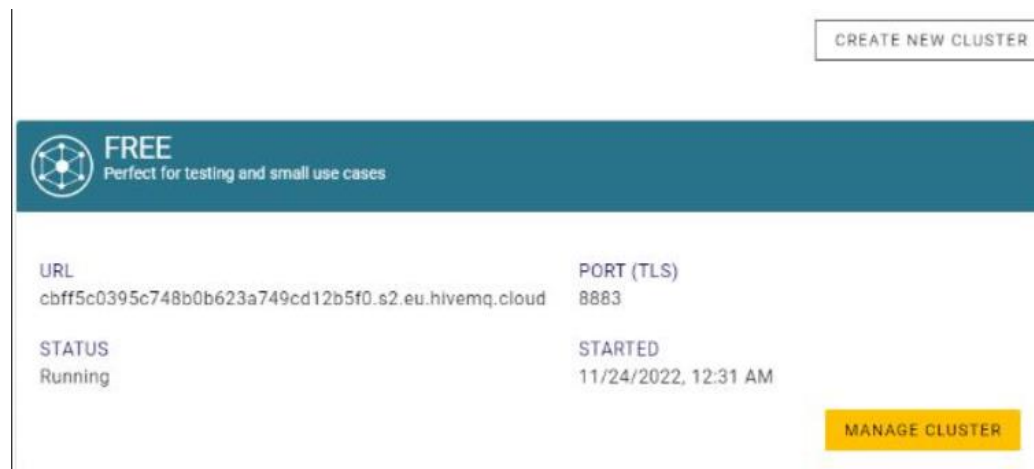 CREATE NEW CLUSTER
FREE
Perfect for testing and small use cases
URL
cbff5c0395c748b0b623a749cd12b5f0.s2.eu.hivemq.cloud
PORT (TLS)
8883
STATUS
Running
STARTED
11/24/2022, 12:31 AM
MANAGE CLUSTER